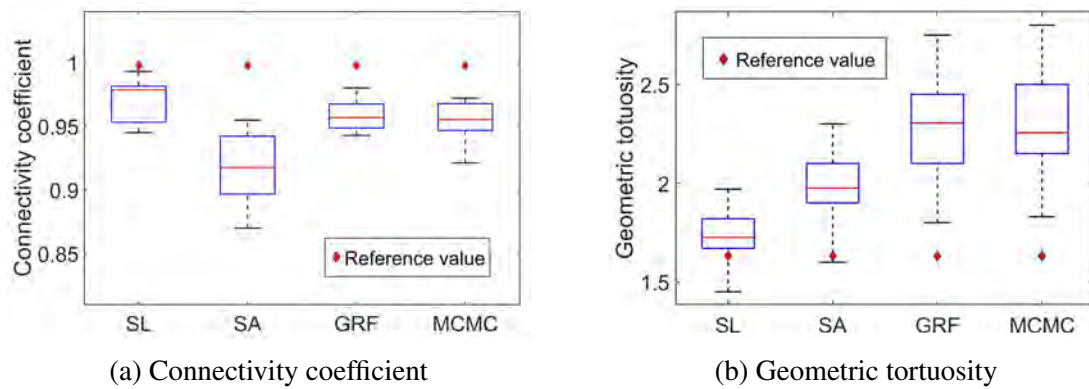 Connectivity coefficient
1
0.95
0.9
0.85
Reference value
SL SA GRF MCMC
(a) Connectivity coefficient
Geometric totuosity
2.5
2
1.5
Reference value
SL SA GRF MCMC
(b) Geometric tortuosity